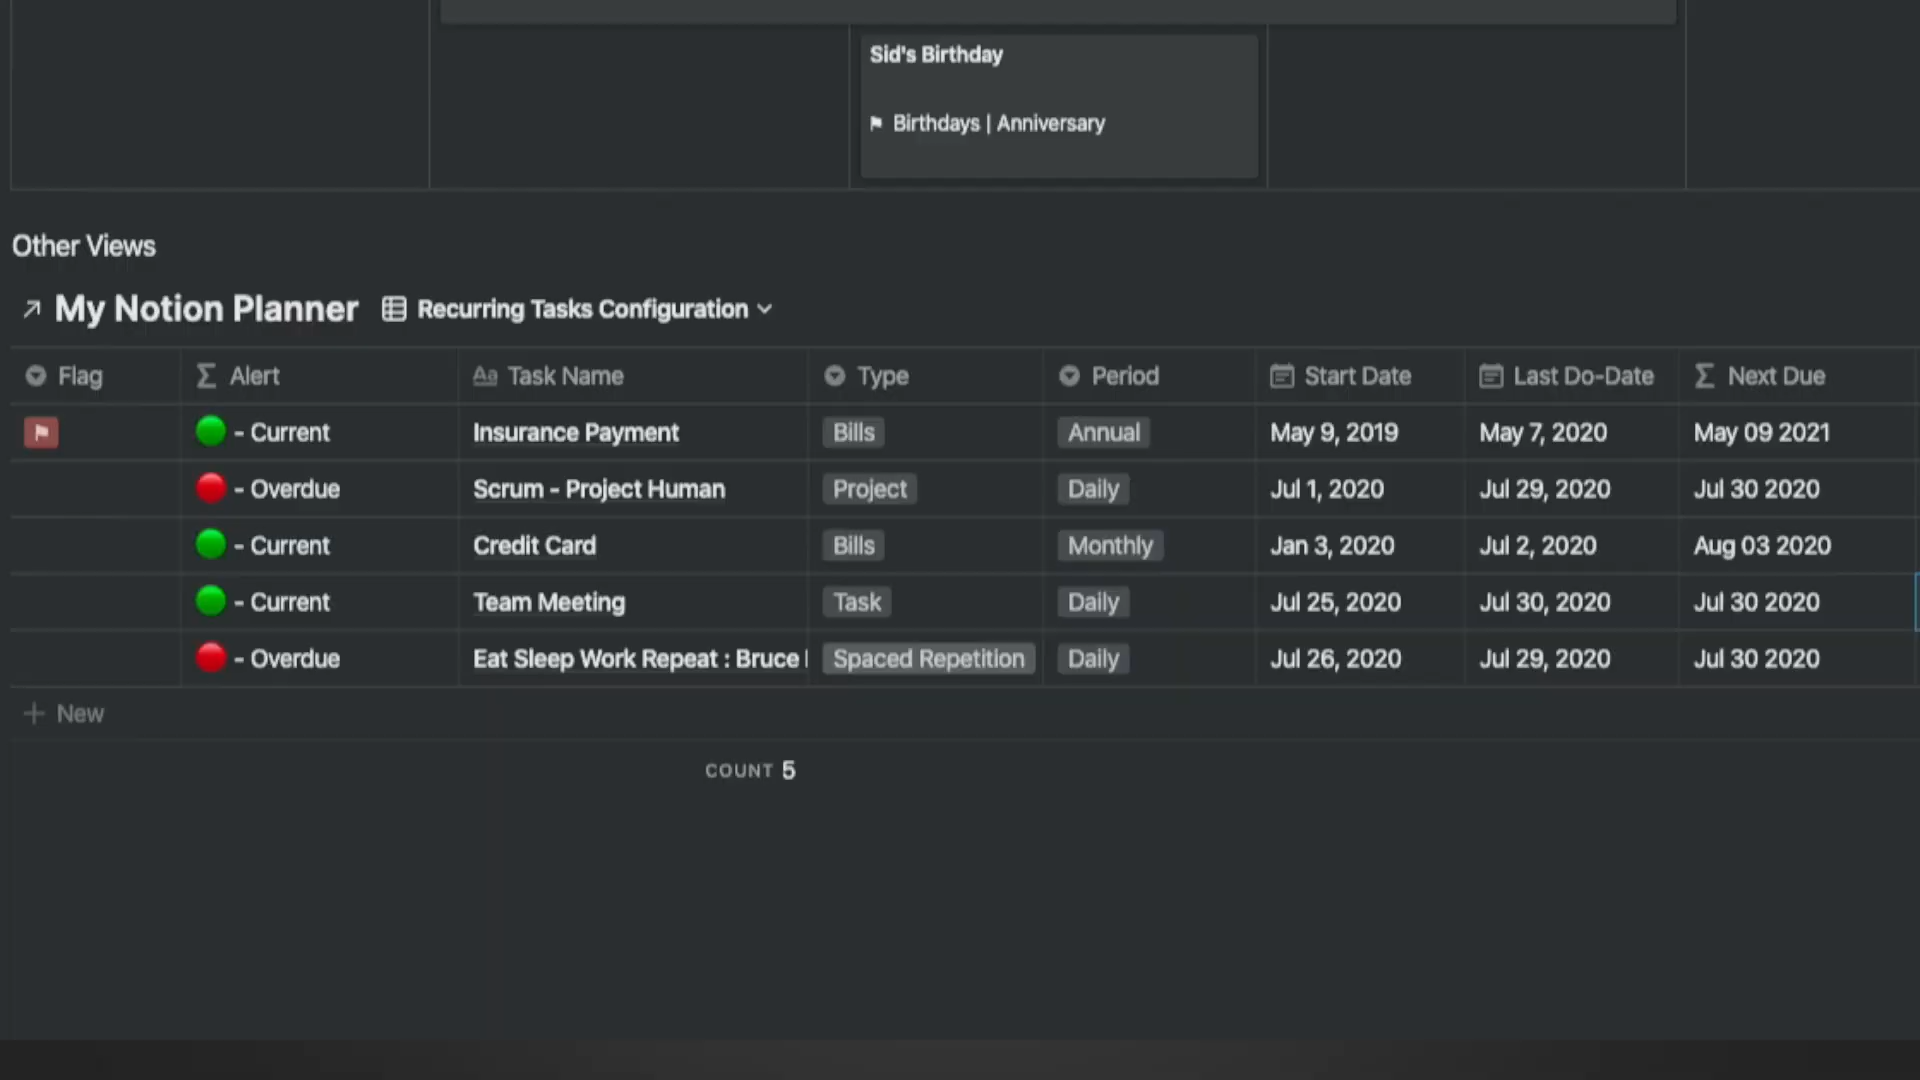 Sid's Birthday
Birthdays | Anniversary
Other Views
My Notion Planner Recurring Tasks Configuration
Flag Alert Task Name Type Period Start Date Last Do-Date Next Due
- Current Insurance Payment Bills Annual May 9, 2019 May 7, 2020 May 09 2021
- Overdue Scrum - Project Human Project Daily Jul 1, 2020 Jul 29, 2020 Jul 30 2020
- Current Credit Card Bills Monthly Jan 3, 2020 Jul 2, 2020 Aug 03 2020
- Current Team Meeting Task Daily Jul 25, 2020 Jul 30, 2020 Jul 30 2020
- Overdue Eat Sleep Work Repeat : Bruce Spaced Repetition Daily Jul 26, 2020 Jul 29, 2020 Jul 30 2020
+ New
COUNT 5